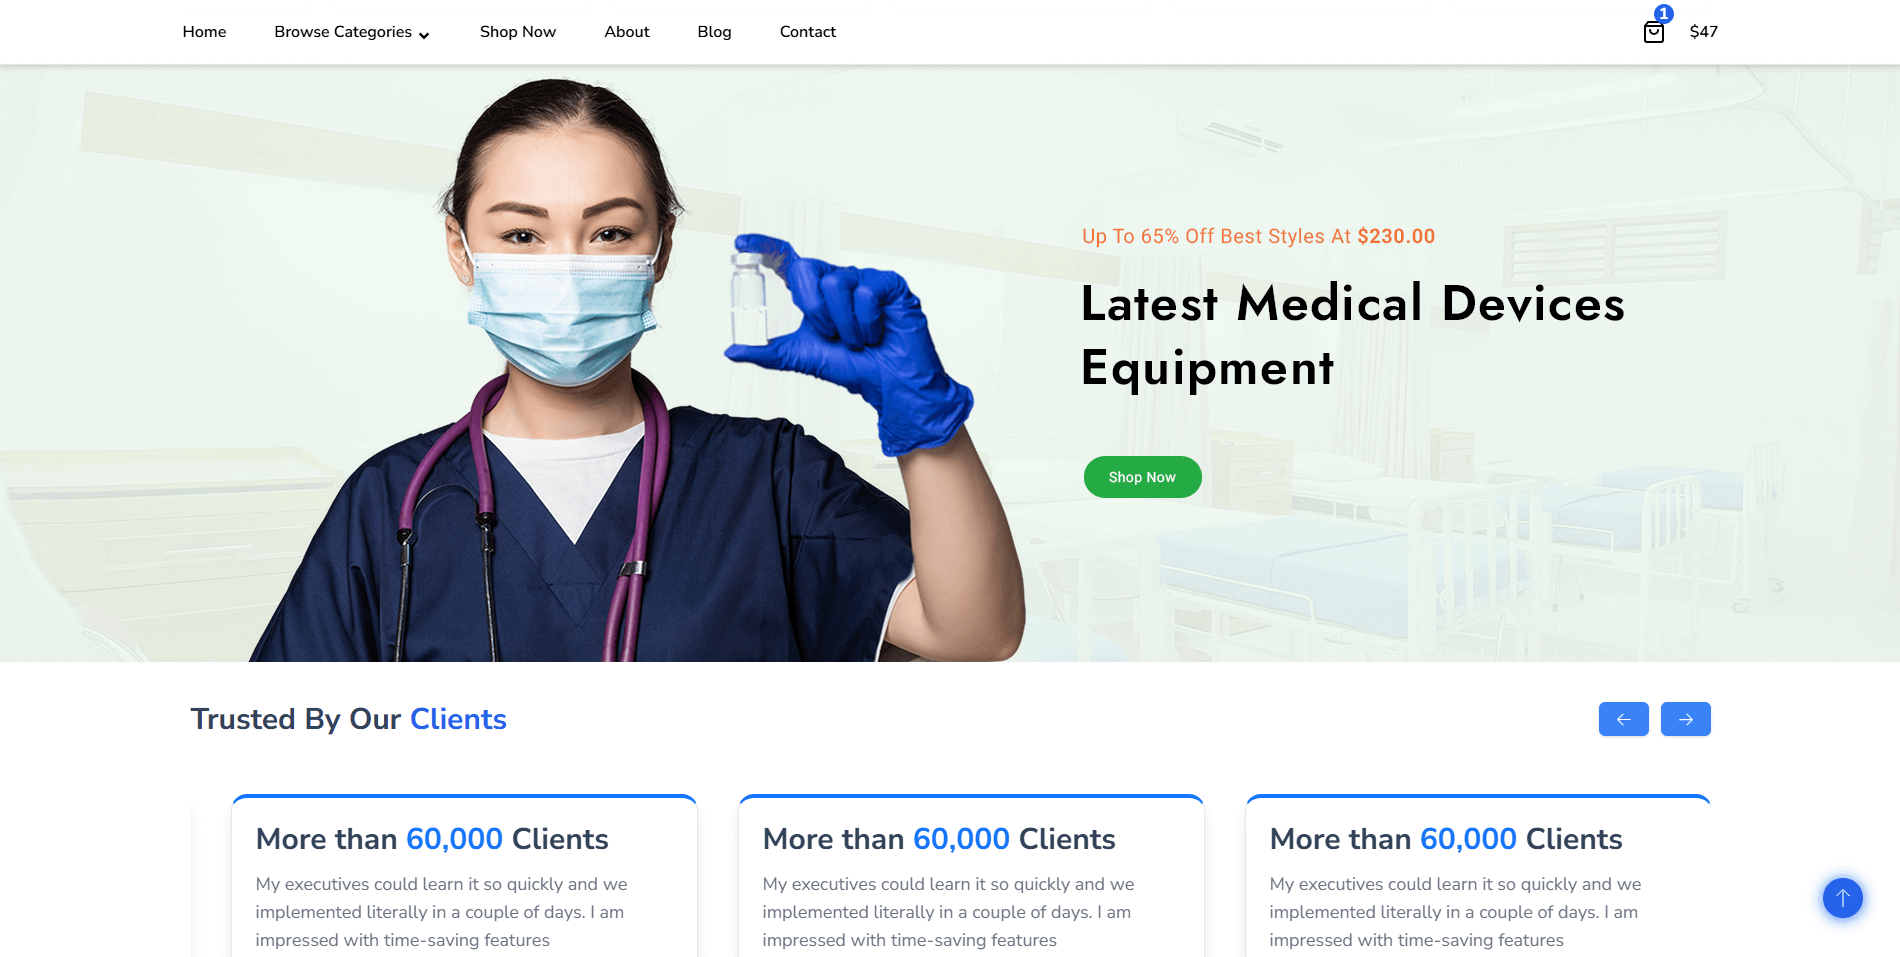 Home Browse Categories Shop Now About Blog Contact 1 $47
Up To 65% Off Best Styles At $230.00
Latest Medical Devices
Equipment
Shop Now
Trusted By Our Clients
More than 60,000 Clients
My executives could learn it so quickly and we
implemented literally in a couple of days. I am
impressed with time-saving features
More than 60,000 Clients
My executives could learn it so quickly and we
implemented literally in a couple of days. I am
impressed with time-saving features
More than 60,000 Clients
My executives could learn it so quickly and we
implemented literally in a couple of days. I am
impressed with time-saving features